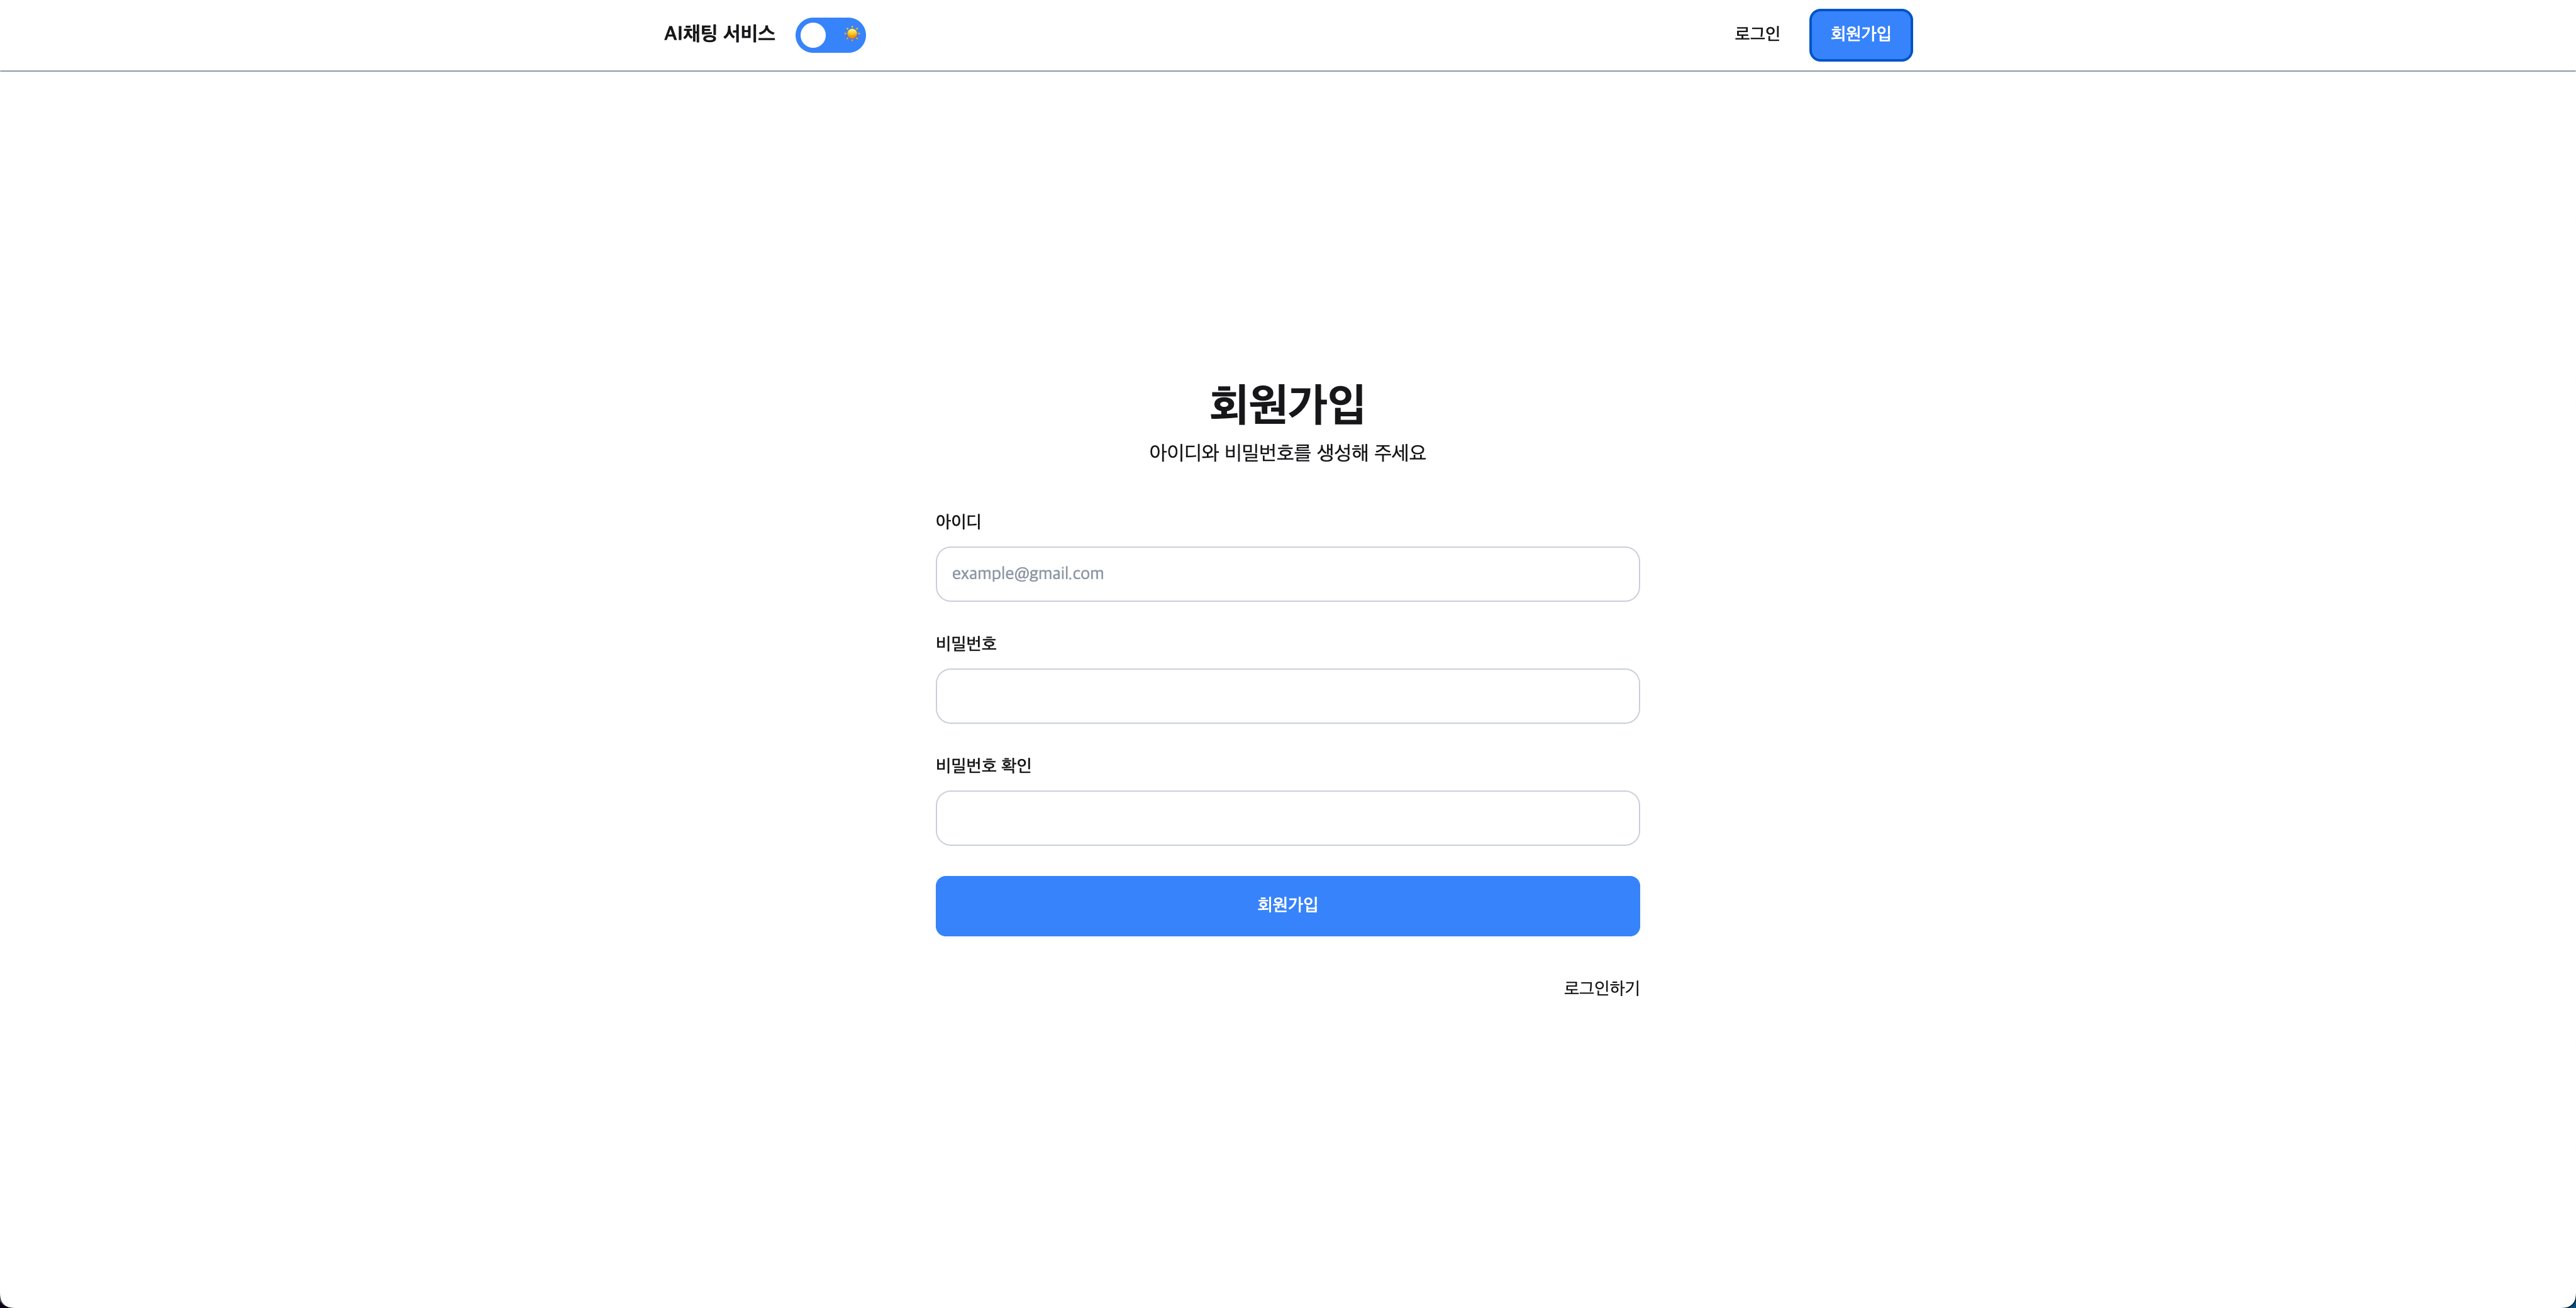 AI채팅 서비스
로그인
회원가입
회원가입
아이디와 비밀번호를 생성해 주세요
아이디
example@gmail.com
비밀번호
비밀번호 확인
회원가입
로그인하기